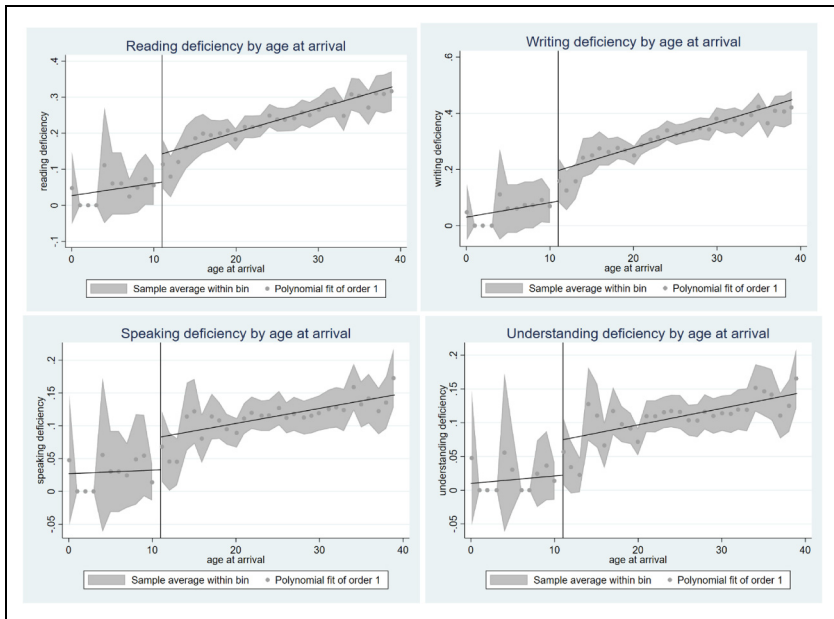 Reading deficiency by age at arrival
reading deficiency
.4
.3
.2
.1
0
-.1
0 10 20 30 40
age at arrival
Sample average within bin Polynomial fit of order 1
Writing deficiency by age at arrival
writing deficiency
.6
.4
.2
0
0 10 20 30 40
age at arrival
Sample average within bin Polynomial fit of order 1
Speaking deficiency by age at arrival
speaking deficiency
.2
.15
.1
.05
0
-.05
0 10 20 30 40
age at arrival
Sample average within bin Polynomial fit of order 1
Understanding deficiency by age at arrival
understanding deficiency
.2
.15
.1
.05
0
-.05
0 10 20 30 40
age at arrival
Sample average within bin Polynomial fit of order 1